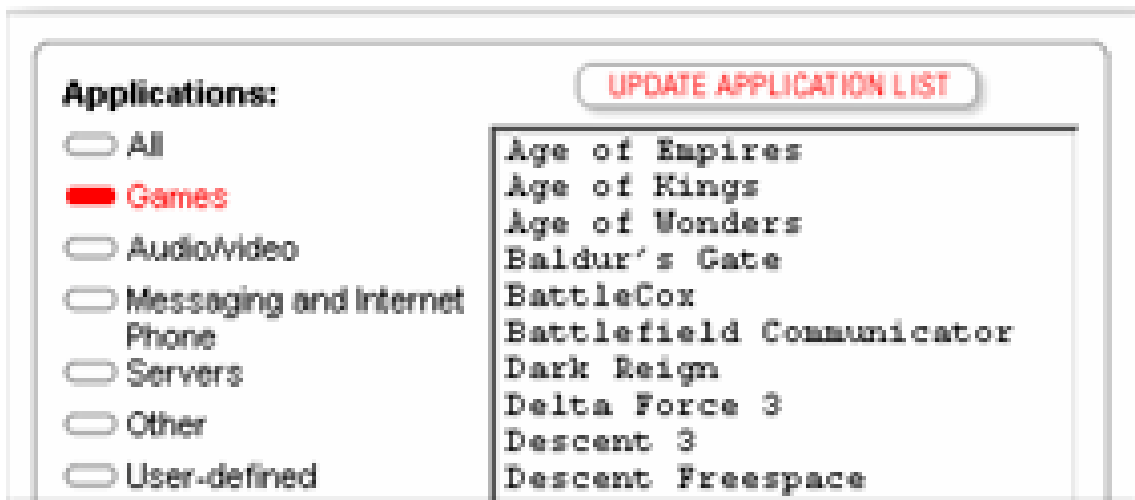 Applications:
All
Games
Audio/video
Messaging and Internet
Phone
Servers
Other
User-defined
UPDATE APPLICATION LIST
Age of Empires
Age of Kings
Age of Wonders
Baldur's Gate
BattleCox
Battlefield Communicator
Dark Reign
Delta Force 3
Descent 3
Descent Freespace